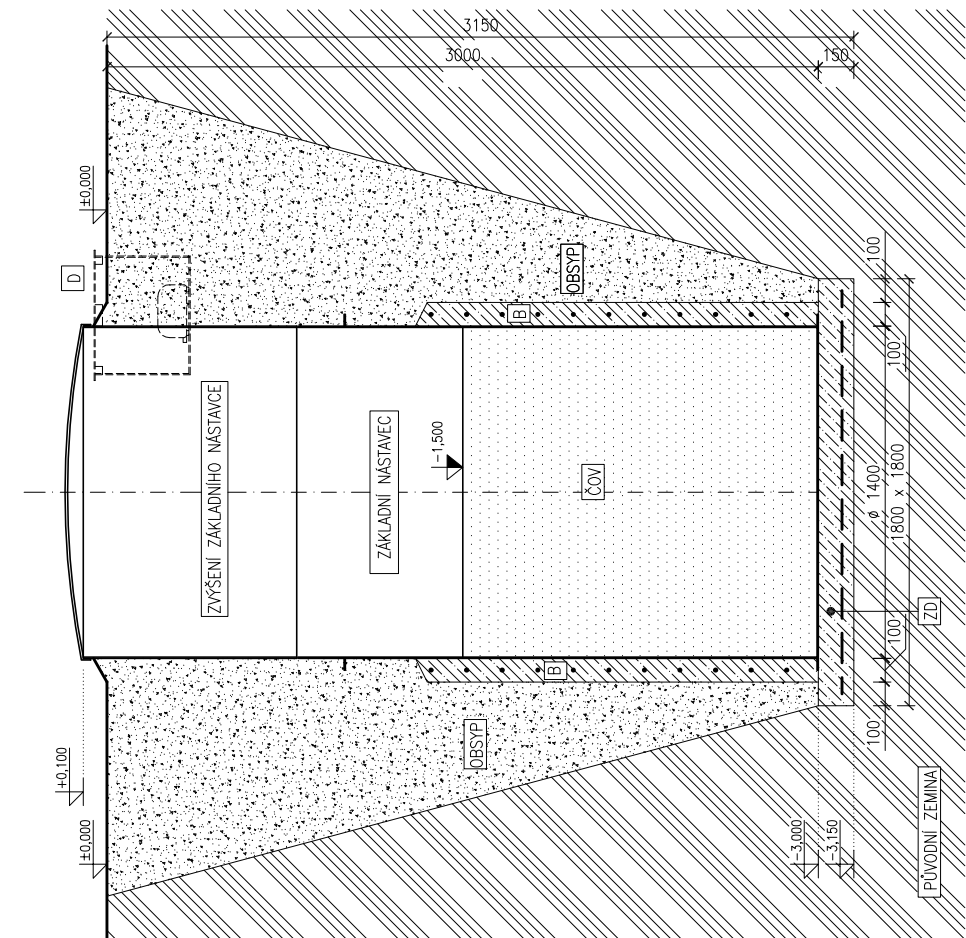 3150
3000
150
±0,000
D
OBSYP
100
B
100
ZVÝŠENÍ ZÁKLADNÍHO NÁSTAVCE
ZÁKLADNÍ NÁSTAVEC
-1,500
ČOV
ø 1400
1800 x 1800
ZD
100
B
100
OBSYP
+0,100
±0,000
-3,000
-3,150
PŮVODNÍ ZEMINA